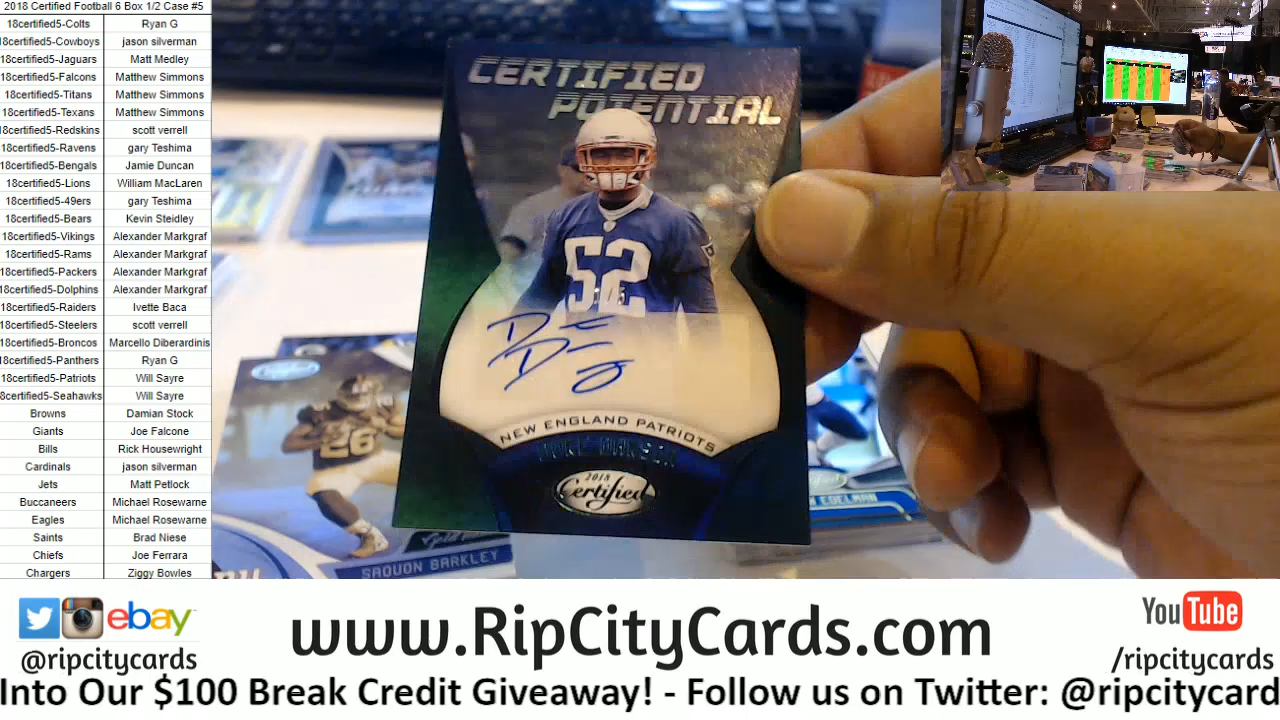 2018 Certified Football 6 Box 1/2 Case #5
18certified5-Colts Ryan G
18certified5-Cowboys jason silverman
18certified5-Jaguars Matt Medley
18certified5-Falcons Matthew Simmons
18certified5-Titans Matthew Simmons
18certified5-Texans Matthew Simmons
18certified5-Redskins scott verrell
18certified5-Ravens gary Teshima
18certified5-Bengals Jamie Duncan
18certified5-Lions William MacLaren
18certified5-49ers gary Teshima
18certified5-Bears Kevin Steidley
18certified5-Vikings Alexander Markgraf
18certified5-Rams Alexander Markgraf
18certified5-Packers Alexander Markgraf
18certified5-Dolphins Alexander Markgraf
18certified5-Raiders Ivette Baca
18certified5-Steelers scott verrell
18certified5-Broncos Marcello Diberardinis
18certified5-Panthers Ryan G
18certified5-Patriots Will Sayre
8certified5-Seahawks Will Sayre
Browns Damian Stock
Giants Joe Falcone
Bills Rick Housewright
Cardinals jason silverman
Jets Matt Petlock
Buccaneers Michael Rosewarne
Eagles Michael Rosewarne
Saints Brad Niese
Chiefs Joe Ferrara
Chargers Ziggy Bowles
CERTIFIED
POTENTIAL
52
NEW ENGLAND PATRIOTS
2018
Certified
26
SAQUON BARKLEY
EDELMAN
ebay
@ripcitycards
www.RipCityCards.com
YouTube
/ripcitycards
Into Our $100 Break Credit Giveaway! - Follow us on Twitter: @ripcitycard